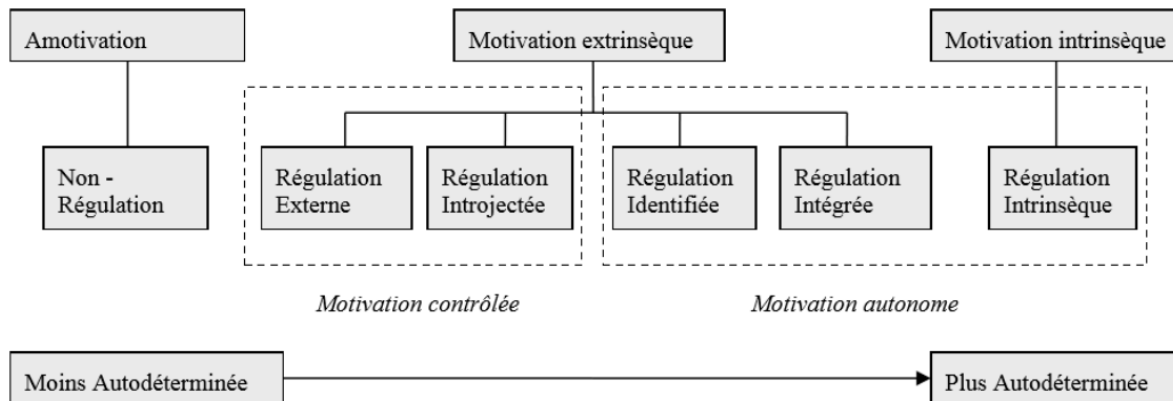 Amotivation
Motivation extrinsèque
Motivation intrinsèque
Non -
Régulation
Régulation
Externe
Régulation
Introjectée
Régulation
Identifiée
Régulation
Intégrée
Régulation
Intrinsèque
Motivation contrôlée
Motivation autonome
Moins Autodéterminée
Plus Autodéterminée